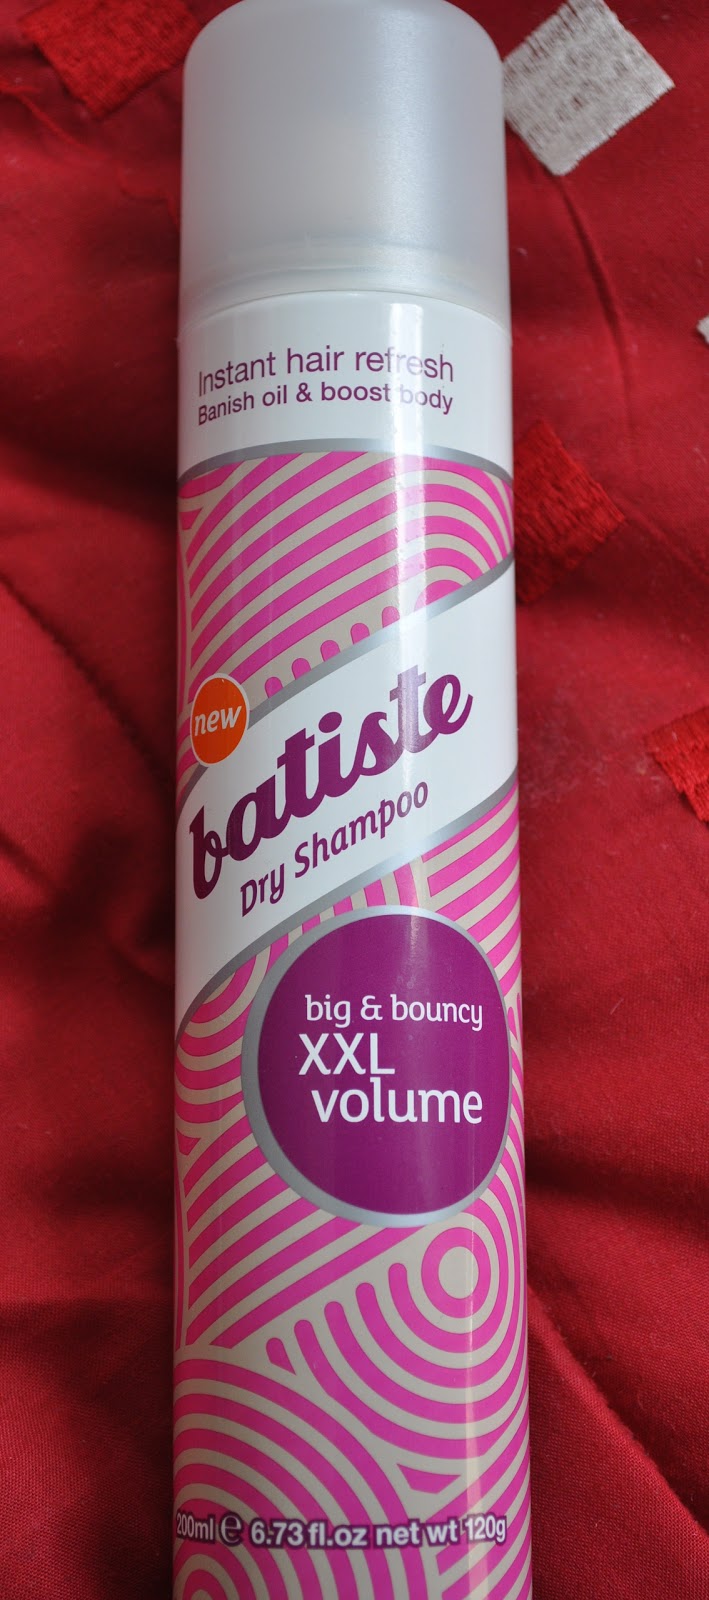 Instant hair refresh
Banish oil & boost body
new
batiste
Dry Shampoo
big & bouncy
XXL
volume
200ml e 6.73 fl.oz net wt 120g